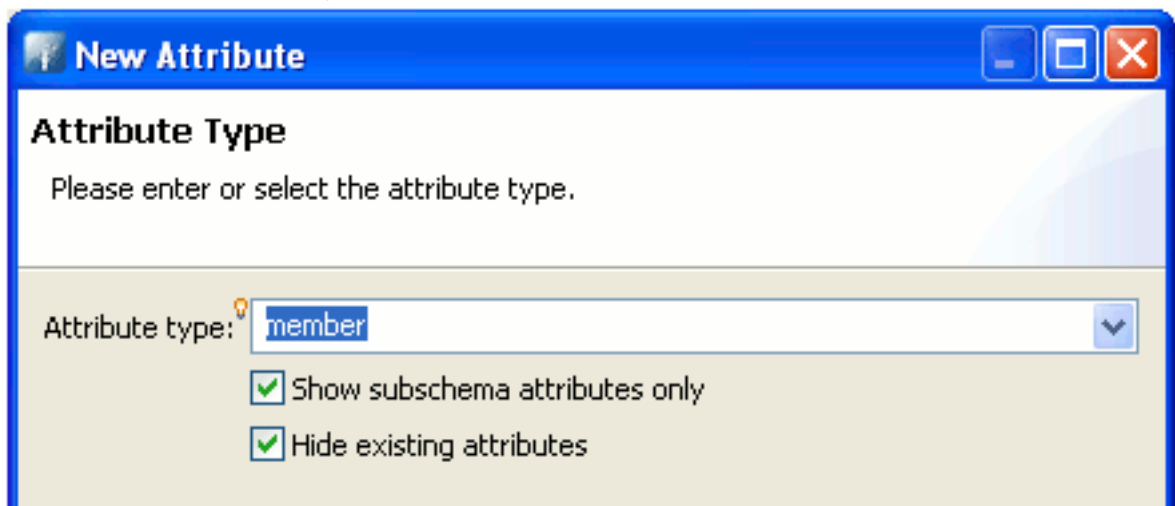 New Attribute
Attribute Type
Please enter or select the attribute type.
Attribute type: member
Show subschema attributes only
Hide existing attributes